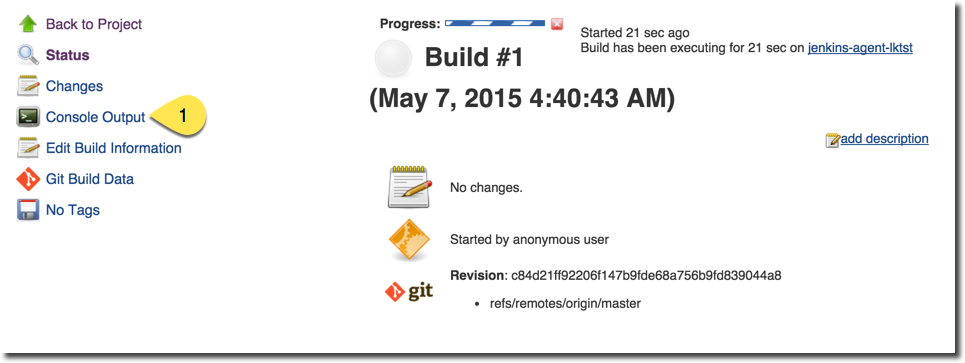 Back to Project
Status
Changes
Console Output
1
Edit Build Information
Git Build Data
No Tags
Progress:
Started 21 sec ago
Build has been executing for 21 sec on jenkins-agent-lktst
Build #1
(May 7, 2015 4:40:43 AM)
add description
No changes.
Started by anonymous user
git
Revision: c84d21ff92206f147b9fde68a756b9fd839044a8
refs/remotes/origin/master